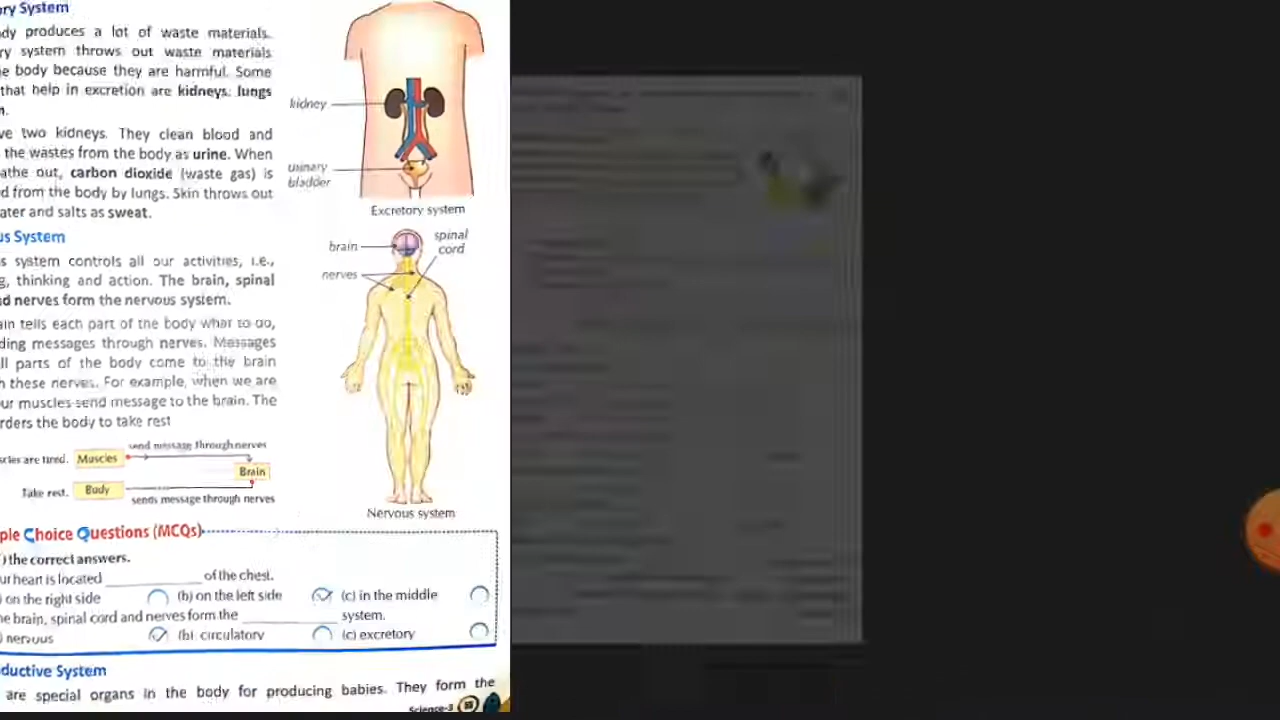 ry System
dy produces a lot of waste materials.
ry system throws out waste materials
e body because they are harmful. Some
that help in excretion are kidneys, lungs
n.
ve two kidneys. They clean blood and
the wastes from the body as urine. When
athe out, carbon dioxide (waste gas) is
d from the body by lungs. Skin throws out
ater and salts as sweat.
kidney
urinary
bladder
Excretory system
us System
s system controls all our activities, i.e.,
g, thinking and action. The brain, spinal
d nerves form the nervous system.
ain tells each part of the body what to do,
ding messages through nerves. Messages
ll parts of the body come to the brain
h these nerves. For example, when we are
ur muscles send message to the brain. The
rders the body to take rest
brain
spinal
cord
nerves
Nervous system
send message through nerves
cles are tired. Muscles
Brain
Take rest. Body
sends message through nerves
ple Choice Questions (MCQs)
) the correct answers.
ur heart is located __________ of the chest.
) on the right side (b) on the left side (c) in the middle
he brain, spinal cord and nerves form the __________ system.
) nervous (b) circulatory (c) excretory
ductive System
are special organs in the body for producing babies. They form the
Science-3